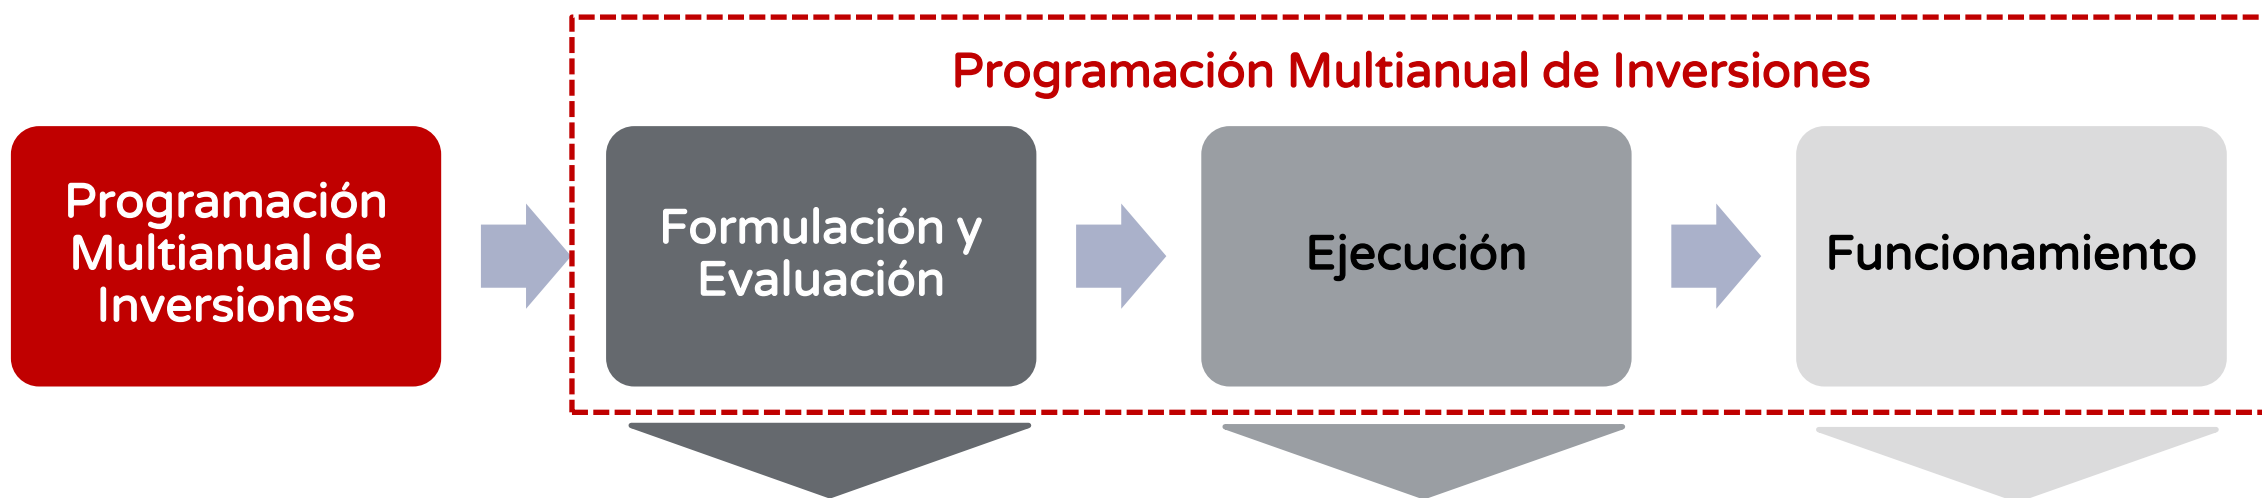 Programación Multianual de Inversiones
Programación
Multianual de
Inversiones
Formulación y
Evaluación
Ejecución
Funcionamiento